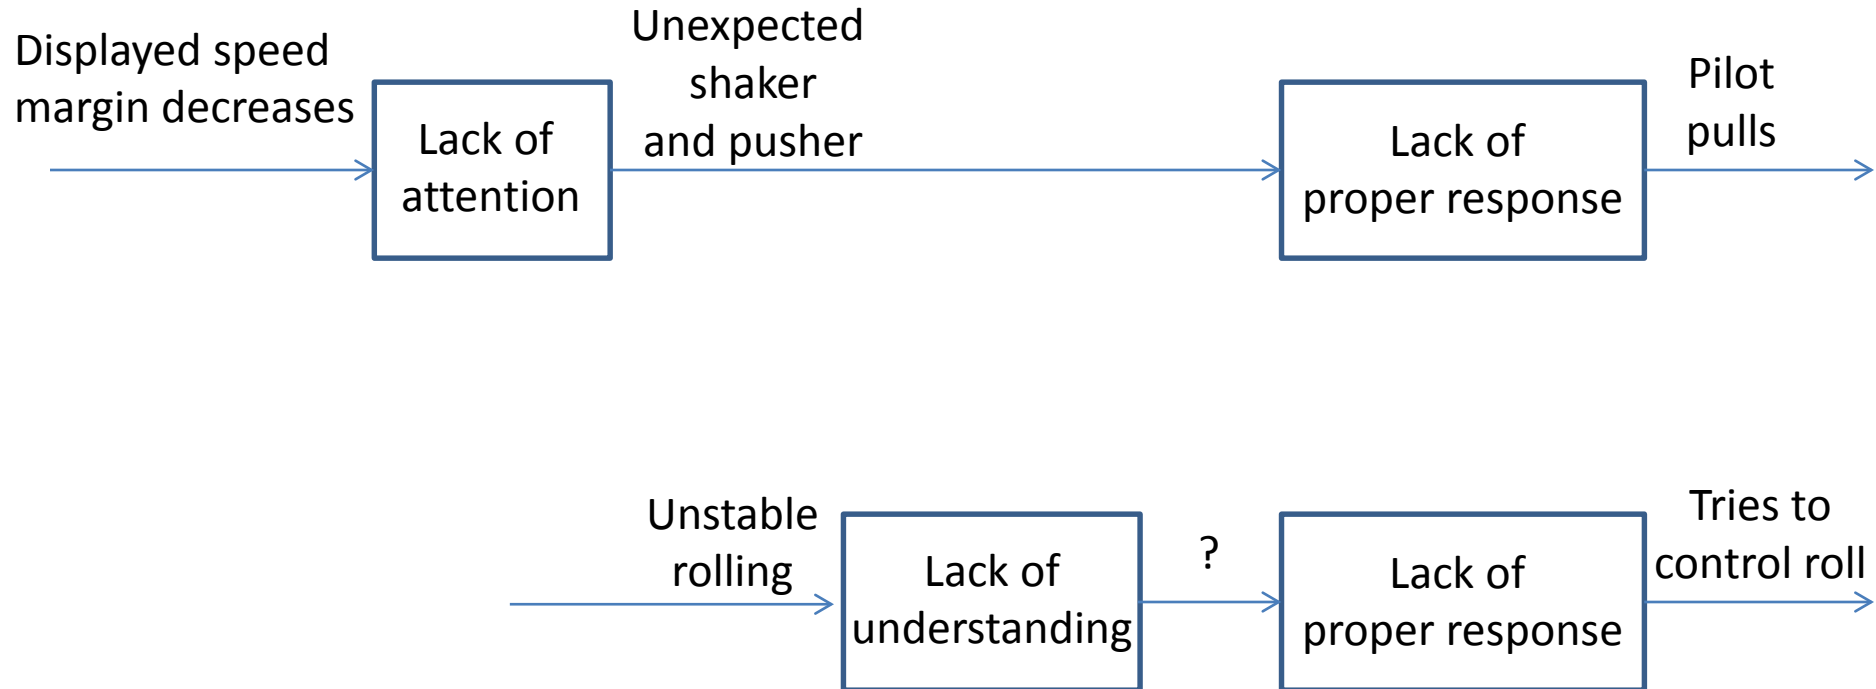 Displayed speed
margin decreases
Lack of
attention
Unexpected
shaker
and pusher
Lack of
proper response
Pilot
pulls
Unstable
rolling
Lack of
understanding
?
Lack of
proper response
Tries to
control roll